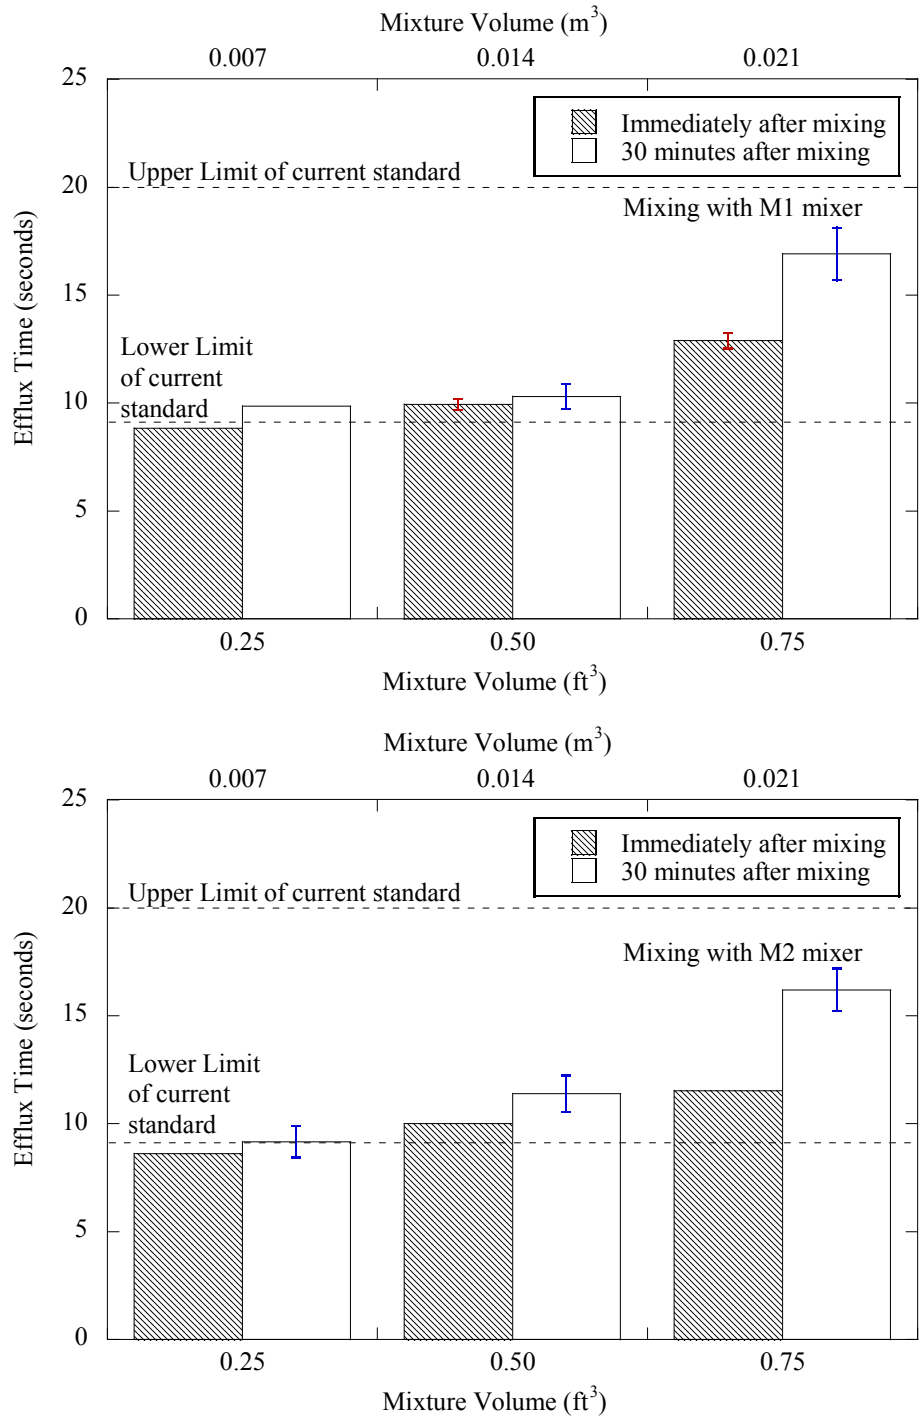 Mixture Volume (m³)
0.007 0.014 0.021
25
Immediately after mixing
30 minutes after mixing
Upper Limit of current standard
20
Mixing with M1 mixer
15
Lower Limit
of current
standard
10
5
0
Efflux Time (seconds)
0.25 0.50 0.75
Mixture Volume (ft³)
Mixture Volume (m³)
0.007 0.014 0.021
25
Immediately after mixing
30 minutes after mixing
Upper Limit of current standard
20
Mixing with M2 mixer
15
Lower Limit
of current
standard
10
5
0
Efflux Time (seconds)
0.25 0.50 0.75
Mixture Volume (ft³)